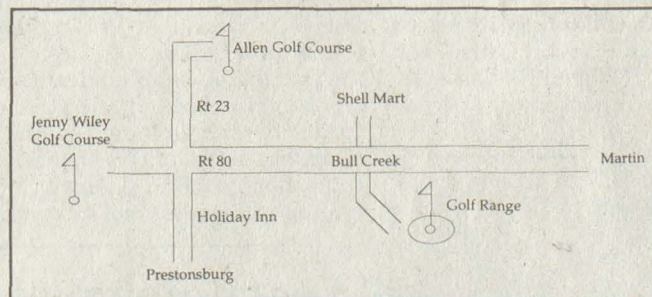 Allen Golf Course
Rt 23
Shell Mart
Jenny Wiley
Golf Course
Rt 80
Bull Creek
Martin
Golf Range
Holiday Inn
Prestonsburg